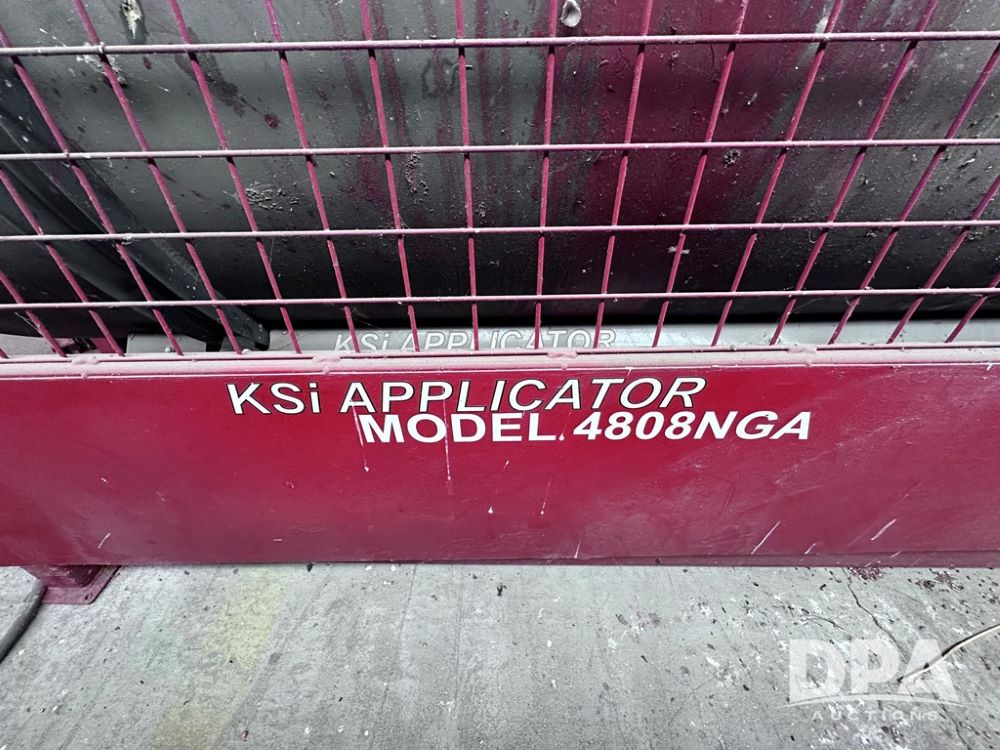 KSi APPLICATOR
KSi APPLICATOR
MODEL 4808NGA
DPA
AUCTIONS